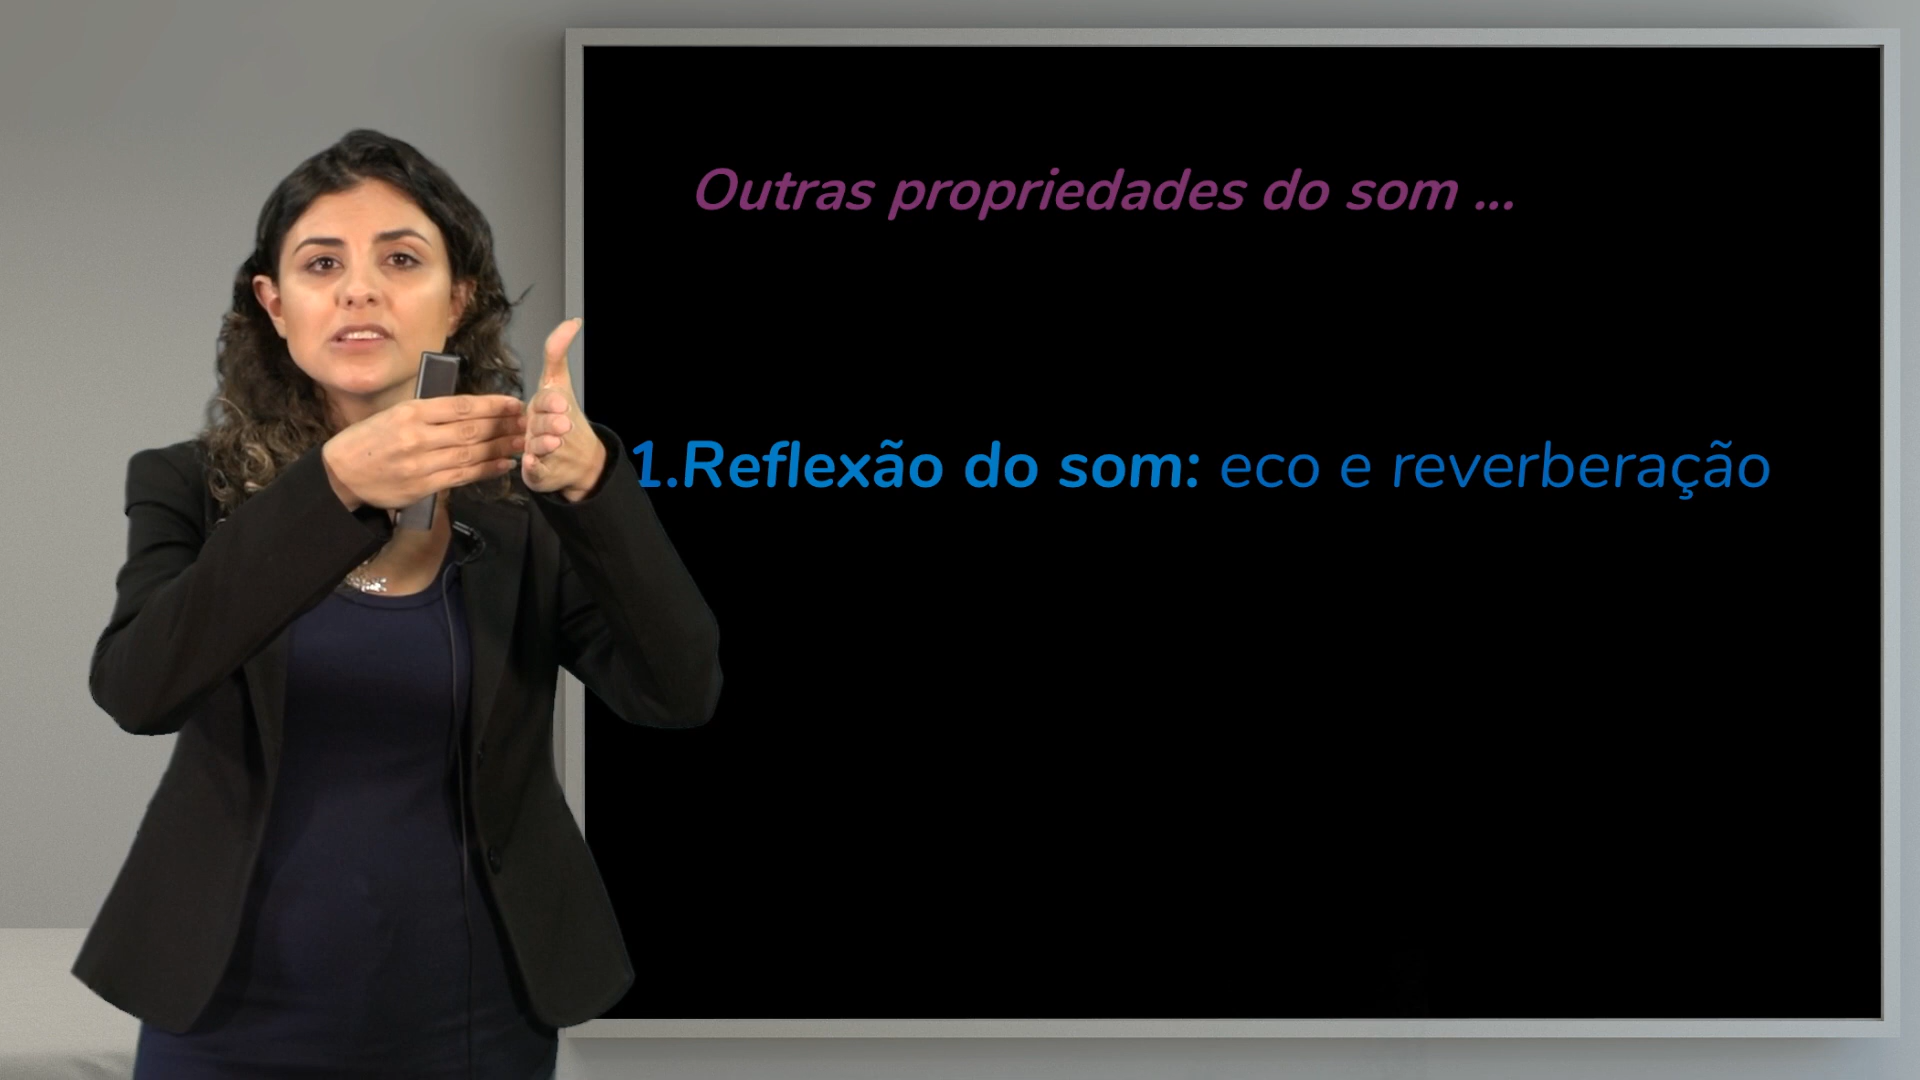 Outras propriedades do som ...
1.Reflexão do som: eco e reverberação